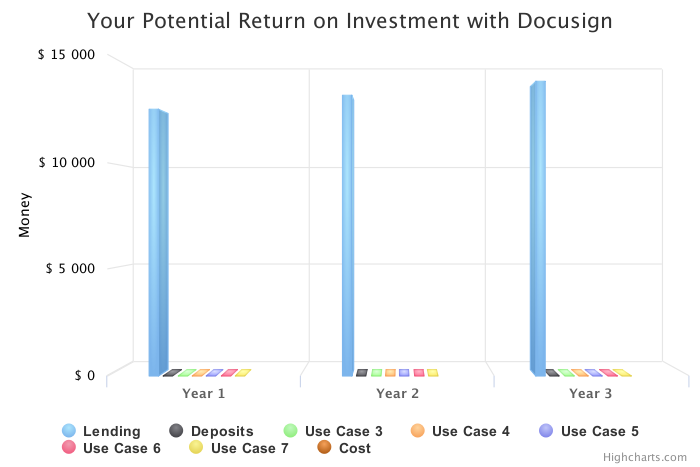 Your Potential Return on Investment with Docusign
$ 15 000
$ 10 000
Money
$ 5 000
$ 0
Year 1 Year 2 Year 3
Lending Deposits Use Case 3 Use Case 4 Use Case 5
Use Case 6 Use Case 7 Cost
Highcharts.com